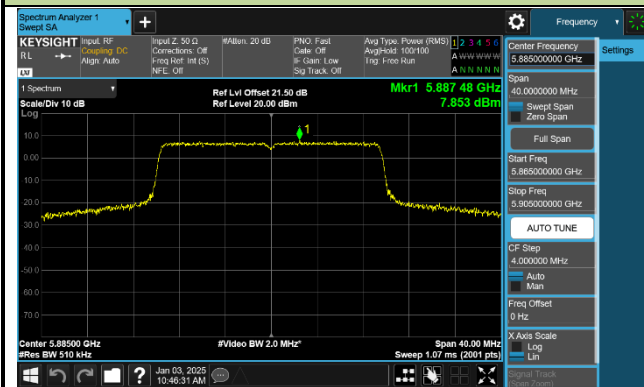 Spectrum Analyzer 1
Swept SA
Frequency
KEYSIGHT
RL
Input: RF
Coupling: DC
Align: Auto
Input Z: 50 Ω
Corrections: Off
Freq Ref: Int (S)
NFE: Off
#Atten: 20 dB
PNO: Fast
Gate: Off
IF Gain: Low
Sig Track: Off
Avg Type: Power (RMS)
Avg|Hold: 100/100
Trig: Free Run
1 2 3 4 5 6
A W W W W W
A N N N N N
LXI
1 Spectrum
Scale/Div 10 dB
Log
Ref Lvl Offset 21.50 dB
Ref Level 20.00 dBm
Mkr1 5.887 48 GHz
7.853 dBm
1
10.0
0.00
10.0
20.0
30.0
40.0
50.0
60.0
70.0
Center 5.88500 GHz
#Res BW 510 kHz
#Video BW 2.0 MHz*
Span 40.00 MHz
Sweep 1.07 ms (2001 pts)
Center Frequency
5.885000000 GHz
Span
40.0000000 MHz
Swept Span
Zero Span
Full Span
Start Freq
5.865000000 GHz
Stop Freq
5.905000000 GHz
AUTO TUNE
CF Step
4.000000 MHz
Auto
Man
Freq Offset
0 Hz
X Axis Scale
Log
Lin
Signal Track
(Span Zoom)
Settings
Jan 03, 2025
10:46:31 AM